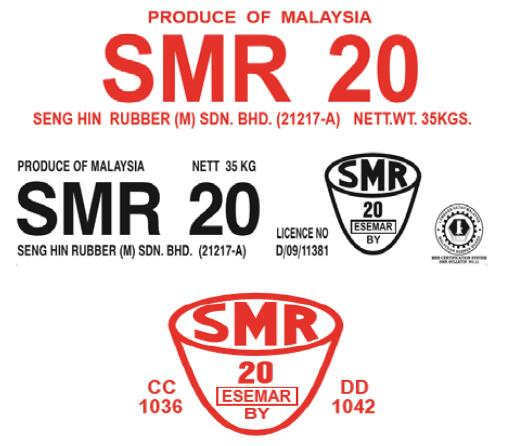 PRODUCE OF MALAYSIA
SMR 20
SENG HIN RUBBER (M) SDN. BHD. (21217-A) NETT.WT. 35KGS.
PRODUCE OF MALAYSIA NETT 35 KG
SMR 20
SENG HIN RUBBER (M) SDN. BHD. (21217-A)
LICENCE NO
D/09/11381
SMR
20
ESEMAR
BY
SMR
20
ESEMAR
BY
CC
1036
DD
1042